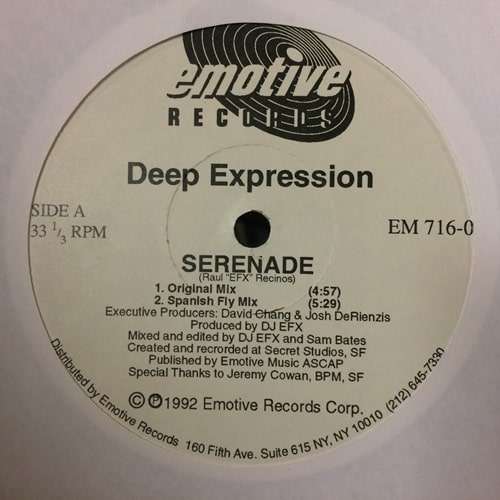 emotive
RECORDS
Deep Expression
SIDE A
33 1/3 RPM
EM 716-0
SERENADE
(Raul "EFX" Recinos)
1. Original Mix (4:57)
2. Spanish Fly Mix (5:29)
Executive Producers: David Chang & Josh DeRienzis
Produced by DJ EFX
Mixed and edited by DJ EFX and Sam Bates
Created and recrorded at Secret Studios, SF
Published by Emotive Music ASCAP
Special Thanks to Jeremy Cowan, BPM, SF
© ℗ 1992 Emotive Records Corp.
Distributed by Emotive Records 160 Fifth Ave. Suite 615 NY, NY, 10010 (212) 645-7330